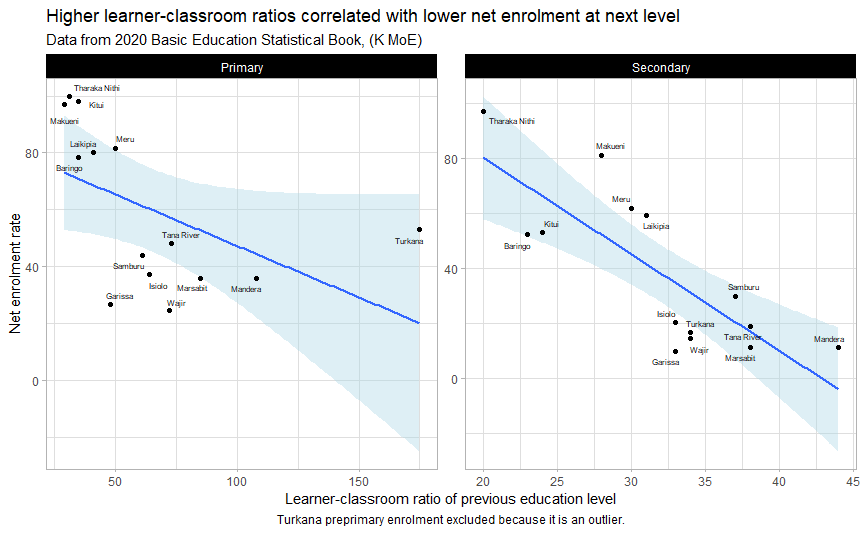 Higher learner-classroom ratios correlated with lower net enrolment at next level
Data from 2020 Basic Education Statistical Book, (K MoE)
Primary
Secondary
Net enrolment rate
80
40
0
Tharaka Nithi
Kitui
Makueni
Meru
Laikipia
Baringo
Tana River
Turkana
Samburu
Isiolo
Marsabit
Mandera
Garissa
Wajir
50
100
150
80
40
0
Tharaka Nithi
Makueni
Meru
Laikipia
Kitui
Baringo
Samburu
Isiolo
Turkana
Tana River
Mandera
Wajir
Marsabit
Garissa
20
25
30
35
40
45
Learner-classroom ratio of previous education level
Turkana preprimary enrolment excluded because it is an outlier.